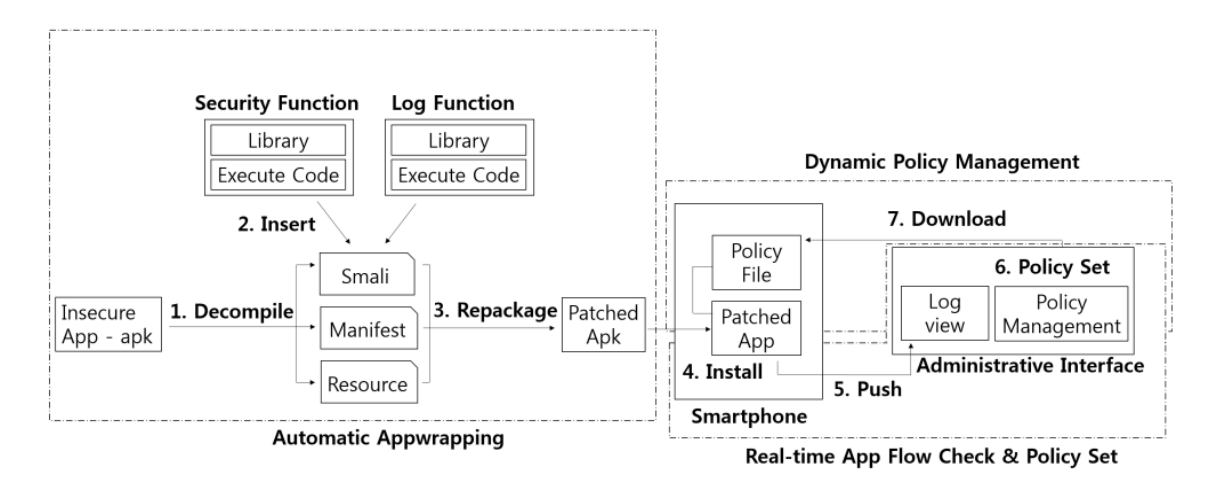 Security Function
Log Function
Library
Execute Code
Library
Execute Code
2. Insert
Smali
Insecure
App - apk
1. Decompile
Manifest
3. Repackage
Patched
Apk
Resource
Automatic Appwrapping
Dynamic Policy Management
7. Download
Policy
File
6. Policy Set
Log
view
Policy
Management
Patched
App
4. Install
Administrative Interface
5. Push
Smartphone
Real-time App Flow Check & Policy Set